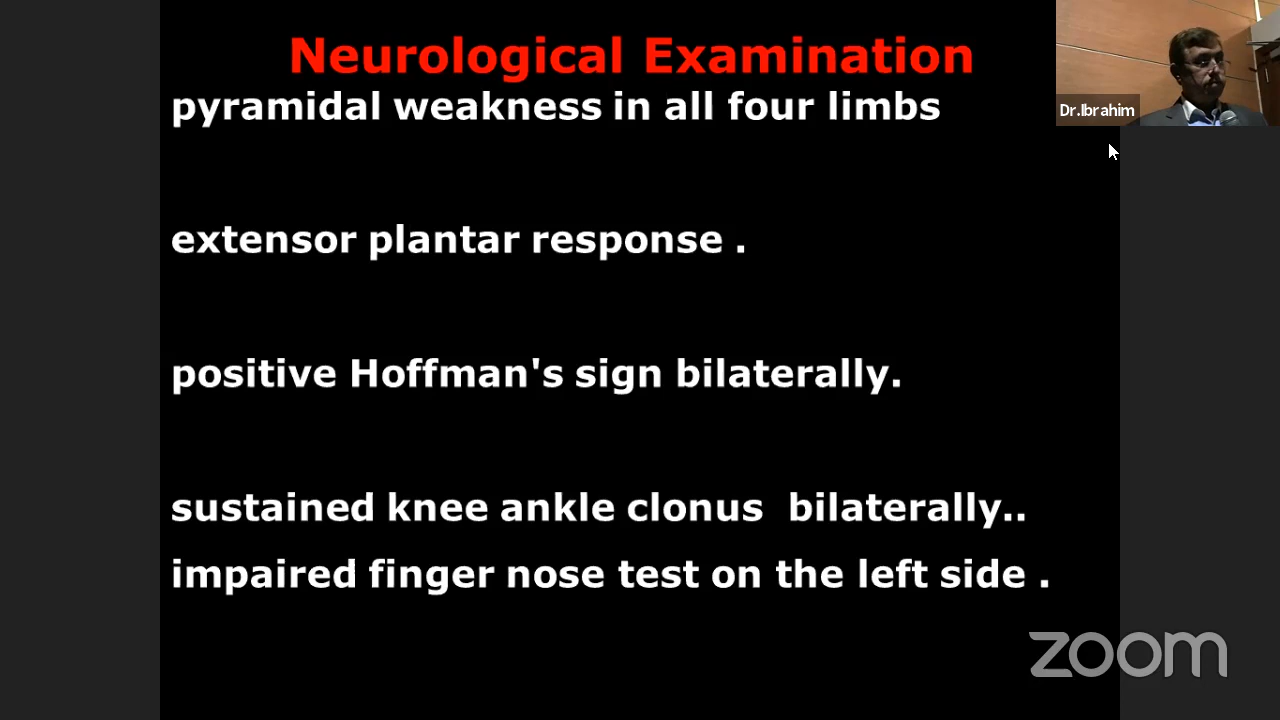 Neurological Examination
pyramidal weakness in all four limbs
Dr.Ibrahim
extensor plantar response .
positive Hoffman's sign bilaterally.
sustained knee ankle clonus  bilaterally..
impaired finger nose test on the left side .
zoom